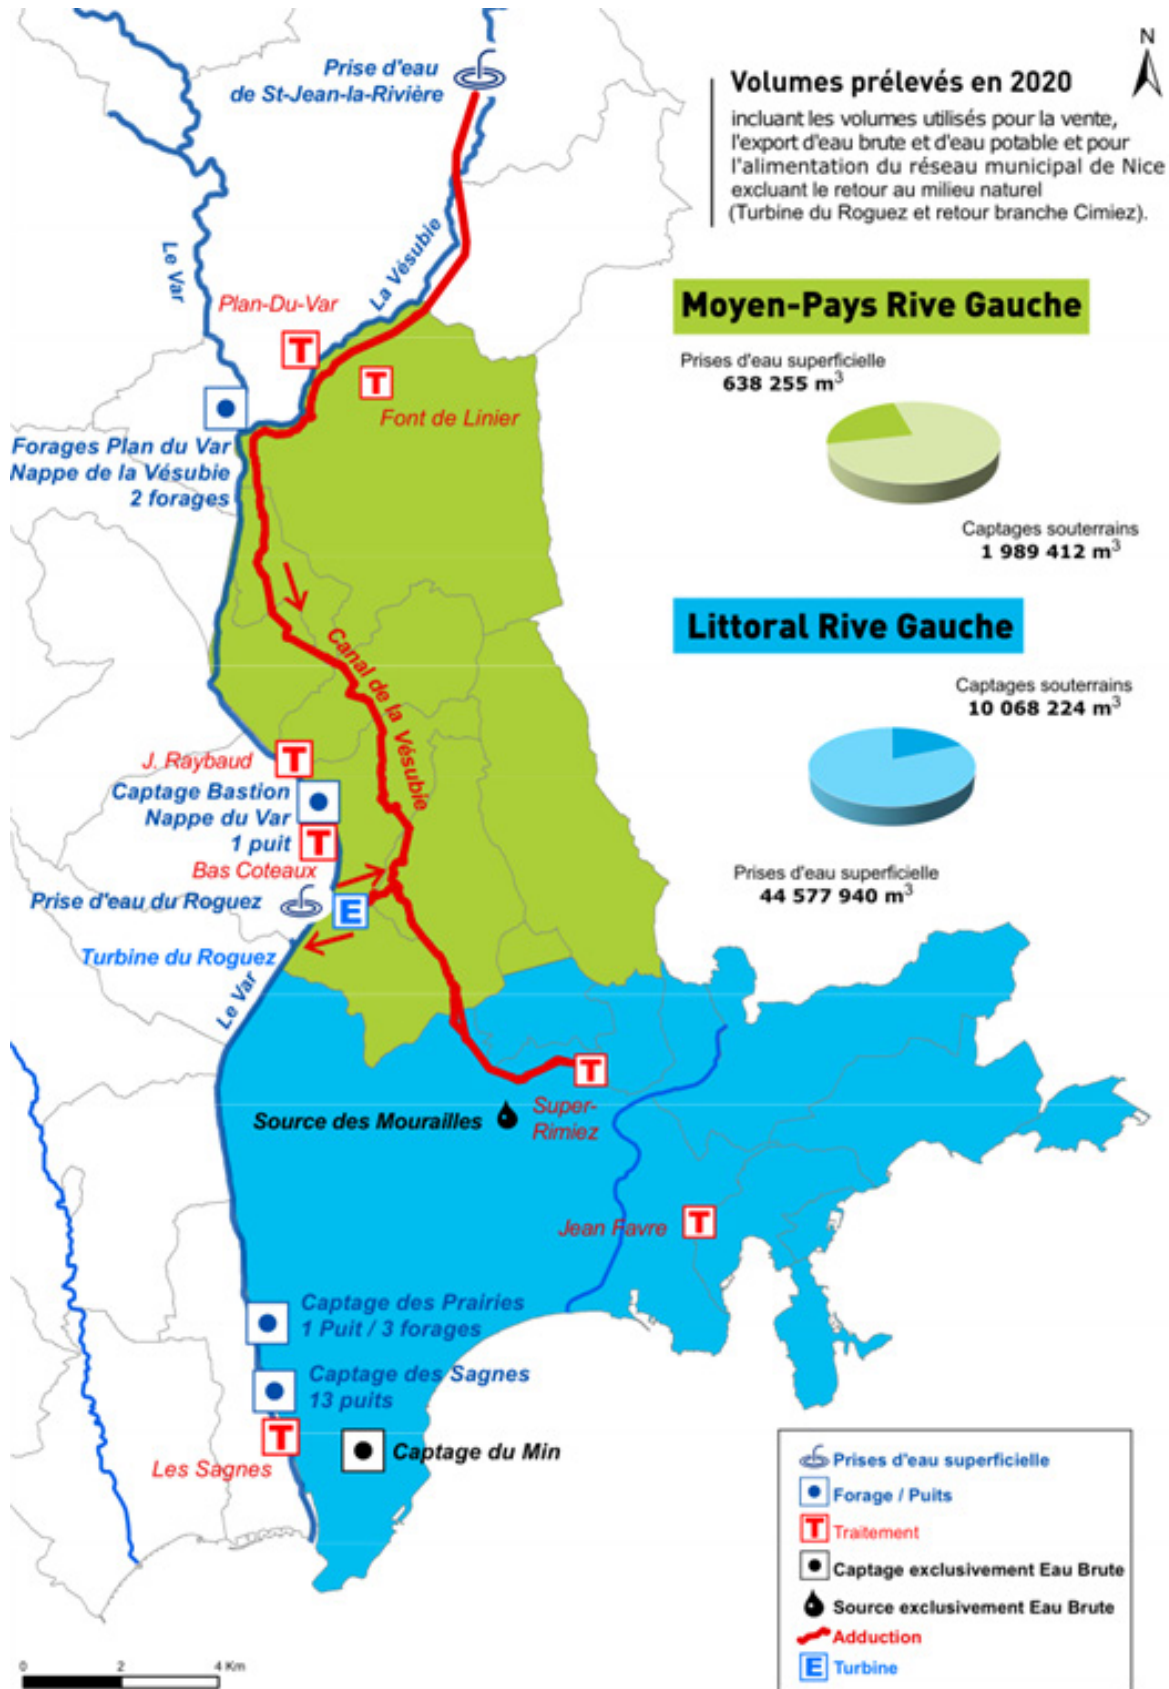 N
Prise d'eau
de St-Jean-la-Rivière
Volumes prélevés en 2020
incluant les volumes utilisés pour la vente,
l'export d'eau brute et d'eau potable et pour
l'alimentation du réseau municipal de Nice
excluant le retour au milieu naturel
(Turbine du Roguez et retour branche Cimiez).
Le Var
La Vésubie
Plan-Du-Var
Font de Linier
Forages Plan du Var
Nappe de la Vésubie
2 forages
Moyen-Pays Rive Gauche
Prises d'eau superficielle
638 255 m3
Captages souterrains
1 989 412 m3
Littoral Rive Gauche
Captages souterrains
10 068 224 m3
Prises d'eau superficielle
44 577 940 m3
Canal de la Vésubie
J. Raybaud
Captage Bastion
Nappe du Var
1 puit
Bas Coteaux
Prise d'eau du Roguez
Turbine du Roguez
Le Var
Source des Mourailles
Super-
Rimiez
Jean Favre
Captage des Prairies
1 Puit / 3 forages
Captage des Sagnes
13 puits
Les Sagnes
Captage du Min
T
T
T
T
E
T
T
T
Prises d'eau superficielle
Forage / Puits
T Traitement
Captage exclusivement Eau Brute
Source exclusivement Eau Brute
Adduction
E Turbine
0 2 4 Km